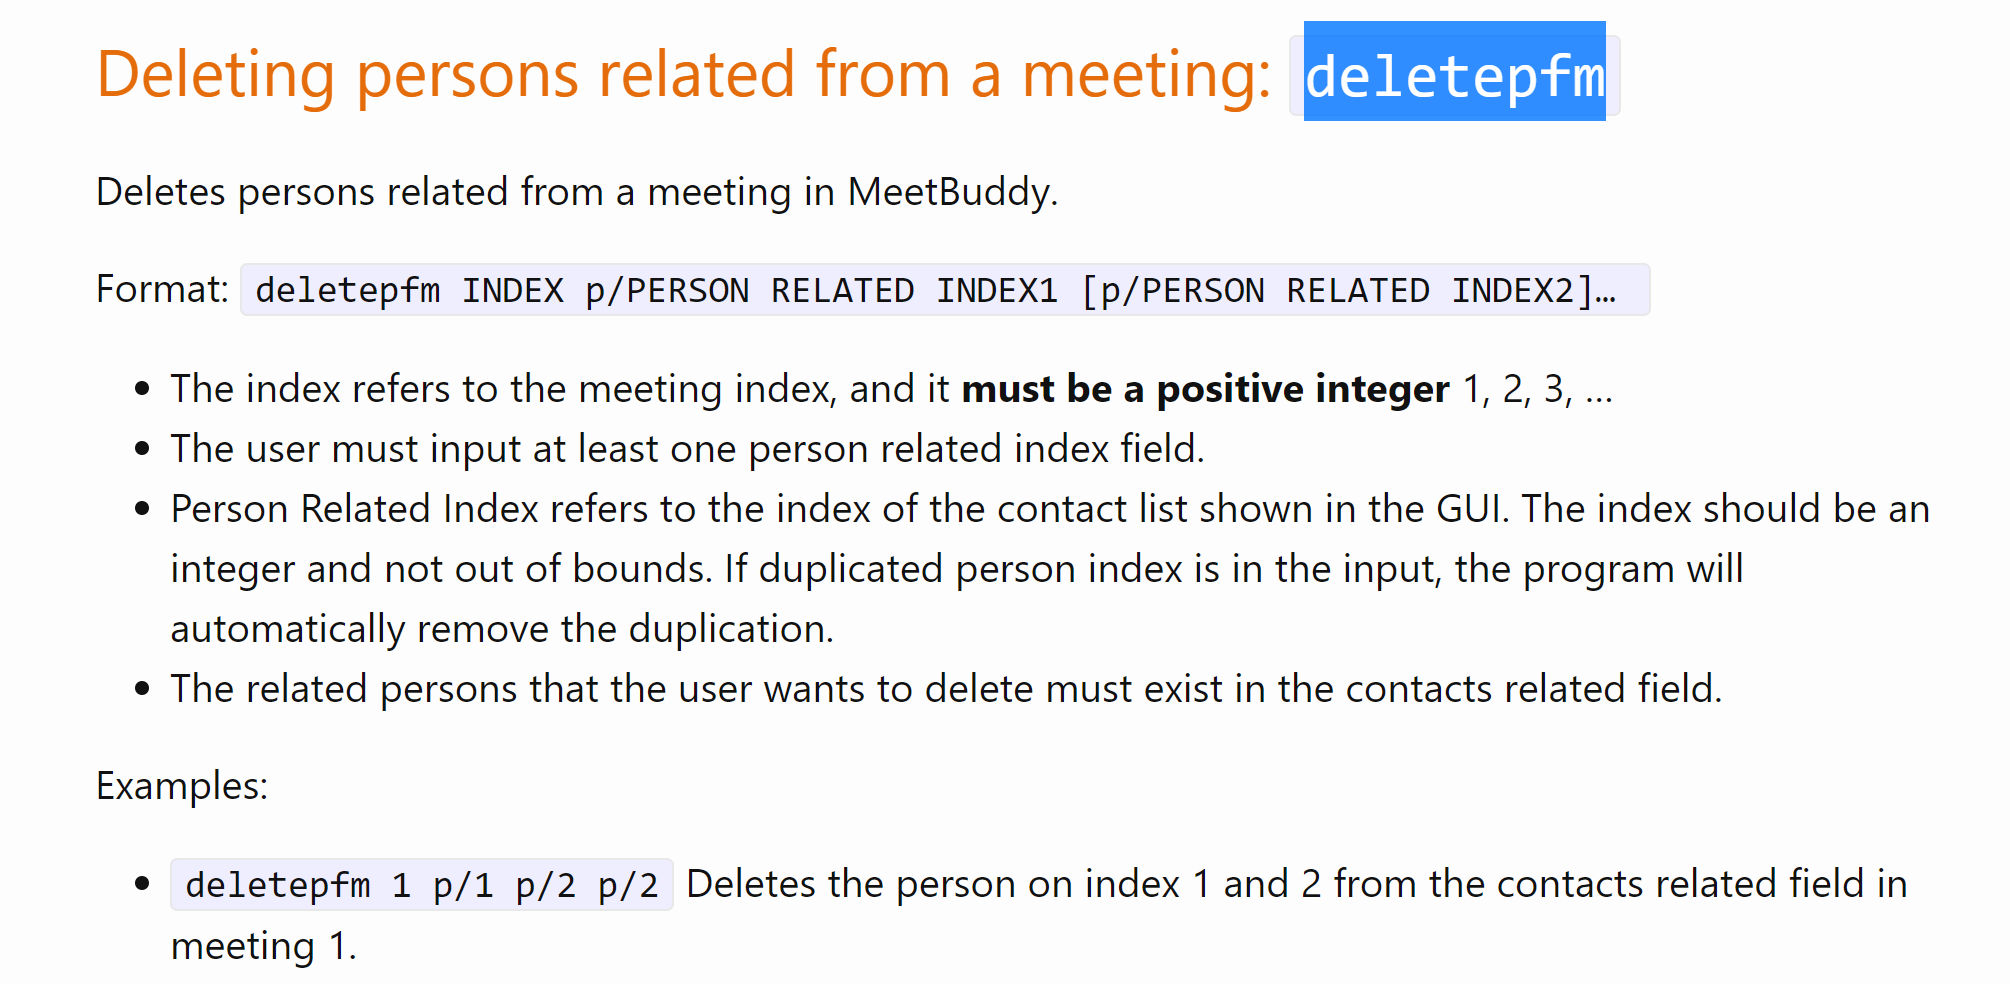 Deleting persons related from a meeting: deletepfm
Deletes persons related from a meeting in MeetBuddy.
Format: deletepfm INDEX p/PERSON RELATED INDEX1 [p/PERSON RELATED INDEX2]…
• The index refers to the meeting index, and it must be a positive integer 1, 2, 3, …
• The user must input at least one person related index field.
• Person Related Index refers to the index of the contact list shown in the GUI. The index should be an
integer and not out of bounds. If duplicated person index is in the input, the program will
automatically remove the duplication.
• The related persons that the user wants to delete must exist in the contacts related field.
Examples:
• deletepfm 1 p/1 p/2 p/2 Deletes the person on index 1 and 2 from the contacts related field in
meeting 1.